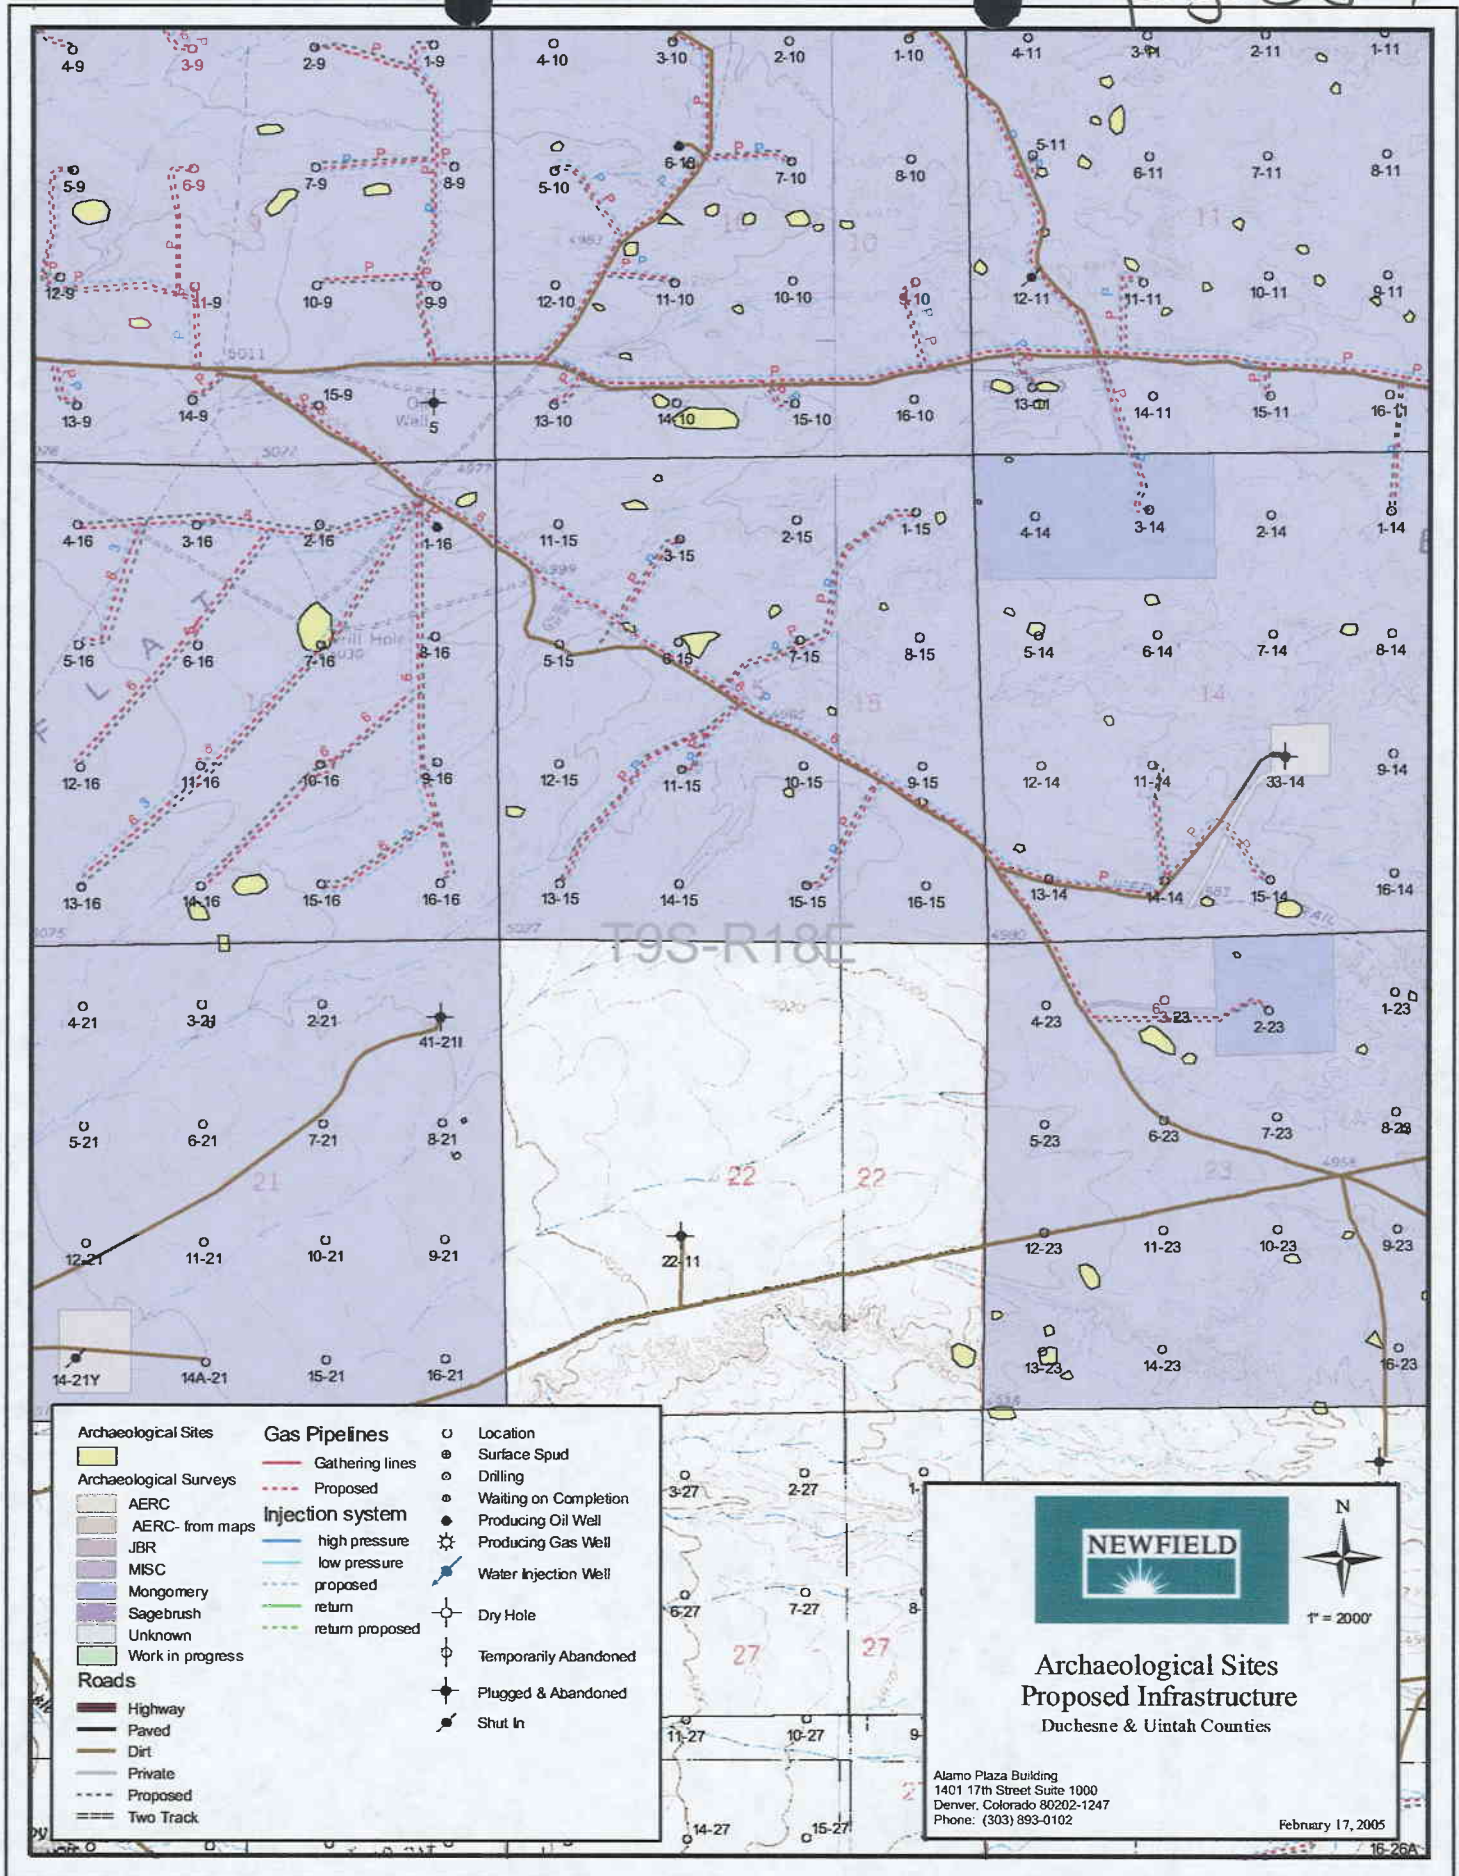 4-9 3-9 2-9 1-9 4-10 3-10 2-10 1-10 4-11 3-11 2-11 1-11
5-9 6-9 7-9 8-9 5-10 7-10 8-10 5-11 6-11 7-11 8-11
9 10 10 11
12-9 11-9 10-9 9-9 12-10 11-10 10-10 9-10 12-11 11-11 10-11 9-11
5011
13-9 14-9 15-9 5 13-10 14-10 15-10 16-10 14-11 15-11 16-11
5077 4977
4-16 3-16 2-16 1-16 11-15 3-15 2-15 1-15 4-14 3-14 2-14 1-14
F L A T
5-16 6-16 7-16 8-16 5-15 6-15 7-15 8-15 5-14 6-14 7-14 8-14
Drill Hole
15 14
12-16 11-16 10-16 9-16 12-15 11-15 10-15 9-15 12-14 11-14 33-14 9-14
13-16 14-16 15-16 16-16 13-15 14-15 15-15 16-15 13-14 14-14 15-14 16-14
5037 4980
T9S-R18E
4-21 3-21 2-21 41-21I 4-23 3-23 2-23 1-23
5-21 6-21 7-21 8-21 5-23 6-23 7-23 8-23
21 22 22 23
4958
12-21 11-21 10-21 9-21 22-11 12-23 11-23 10-23 9-23
14-21Y 14A-21 15-21 16-21 13-23 14-23 16-23
3-27 2-27
6-27 7-27
27 27
11-27 10-27
14-27 15-27
16-26A
Archaeological Sites
Archaeological Surveys
AERC
AERC- from maps
JBR
MISC
Mongomery
Sagebrush
Unknown
Work in progress
Roads
Highway
Paved
Dirt
Private
Proposed
Two Track
Gas Pipelines
Gathering lines
Proposed
Injection system
high pressure
low pressure
proposed
return
return proposed
Location
Surface Spud
Drilling
Waiting on Completion
Producing Oil Well
Producing Gas Well
Water Injection Well
Dry Hole
Temporarily Abandoned
Plugged & Abandoned
Shut In
NEWFIELD
N
1" = 2000'
Archaeological Sites
Proposed Infrastructure
Duchesne & Uintah Counties
Alamo Plaza Building
1401 17th Street Suite 1000
Denver, Colorado 80202-1247
Phone: (303) 893-0102
February 17, 2005